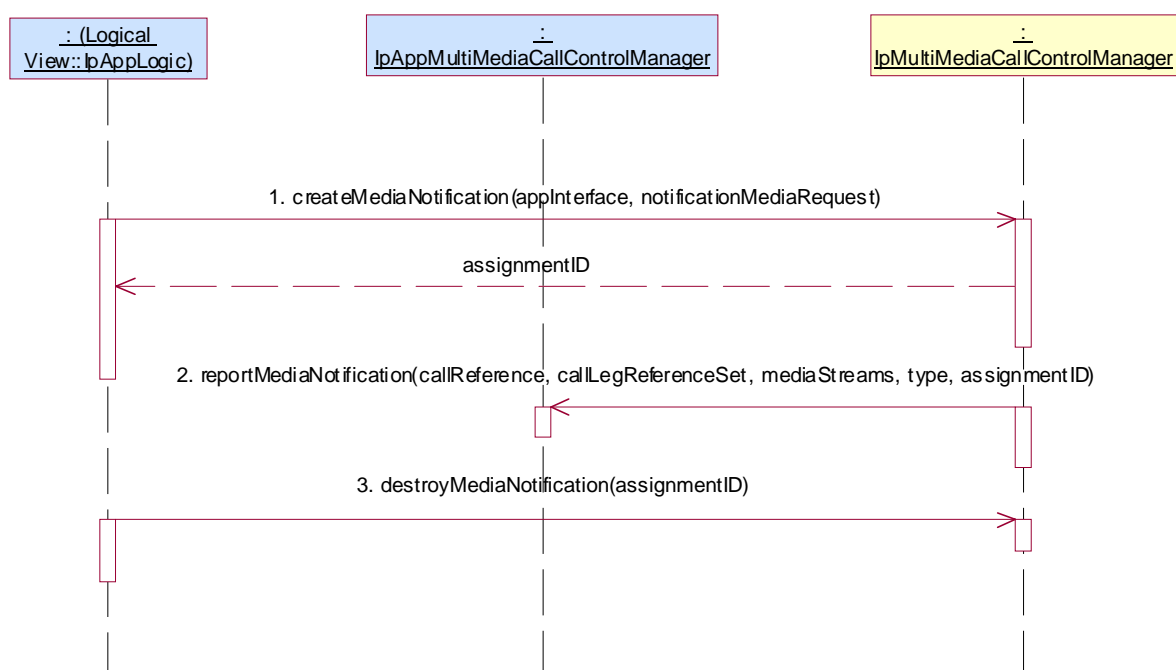 : (Logical
View::IpAppLogic)
:
IpAppMultiMediaCallControlManager
:
IpMultiMediaCallControlManager
1. createMediaNotification(appInterface, notificationMediaRequest)
assignmentID
2. reportMediaNotification(callReference, callLegReferenceSet, mediaStreams, type, assignmentID)
3. destroyMediaNotification(assignmentID)